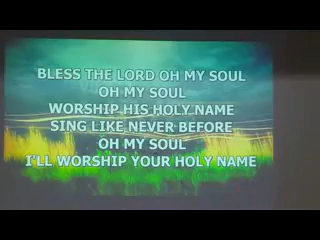 BLESS THE LORD OH MY SOUL
OH MY SOUL
WORSHIP HIS HOLY NAME
SING LIKE NEVER BEFORE
OH MY SOUL
I'LL WORSHIP YOUR HOLY NAME